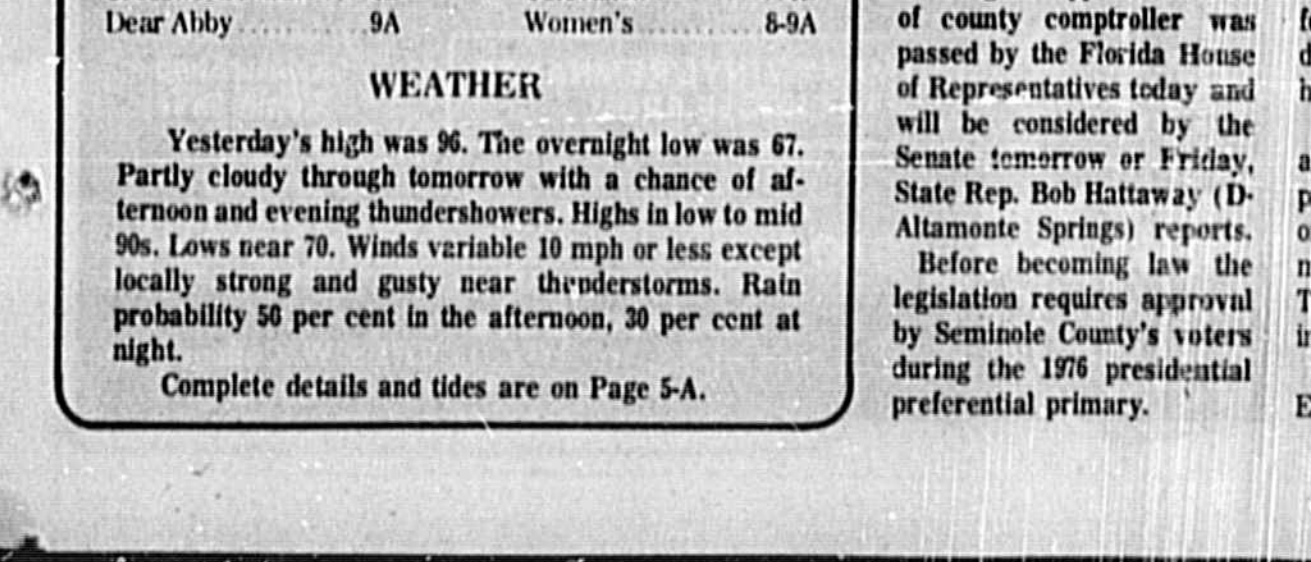 Dear Abby .......... 9A Women's .......... 8-9A
WEATHER
Yesterday's high was 96. The overnight low was 67.
Partly cloudy through tomorrow with a chance of af-
ternoon and evening thundershowers. Highs in low to mid
90s. Lows near 70. Winds variable 10 mph or less except
locally strong and gusty near thunderstorms. Rain
probability 50 per cent in the afternoon, 30 per cent at
night.
Complete details and tides are on Page 5-A.
of county comptroller was
passed by the Florida House
of Representatives today and
will be considered by the
Senate tomorrow or Friday,
State Rep. Bob Hattaway (D-
Altamonte Springs) reports.
Before becoming law the
legislation requires approval
by Seminole County's voters
during the 1976 presidential
preferential primary.